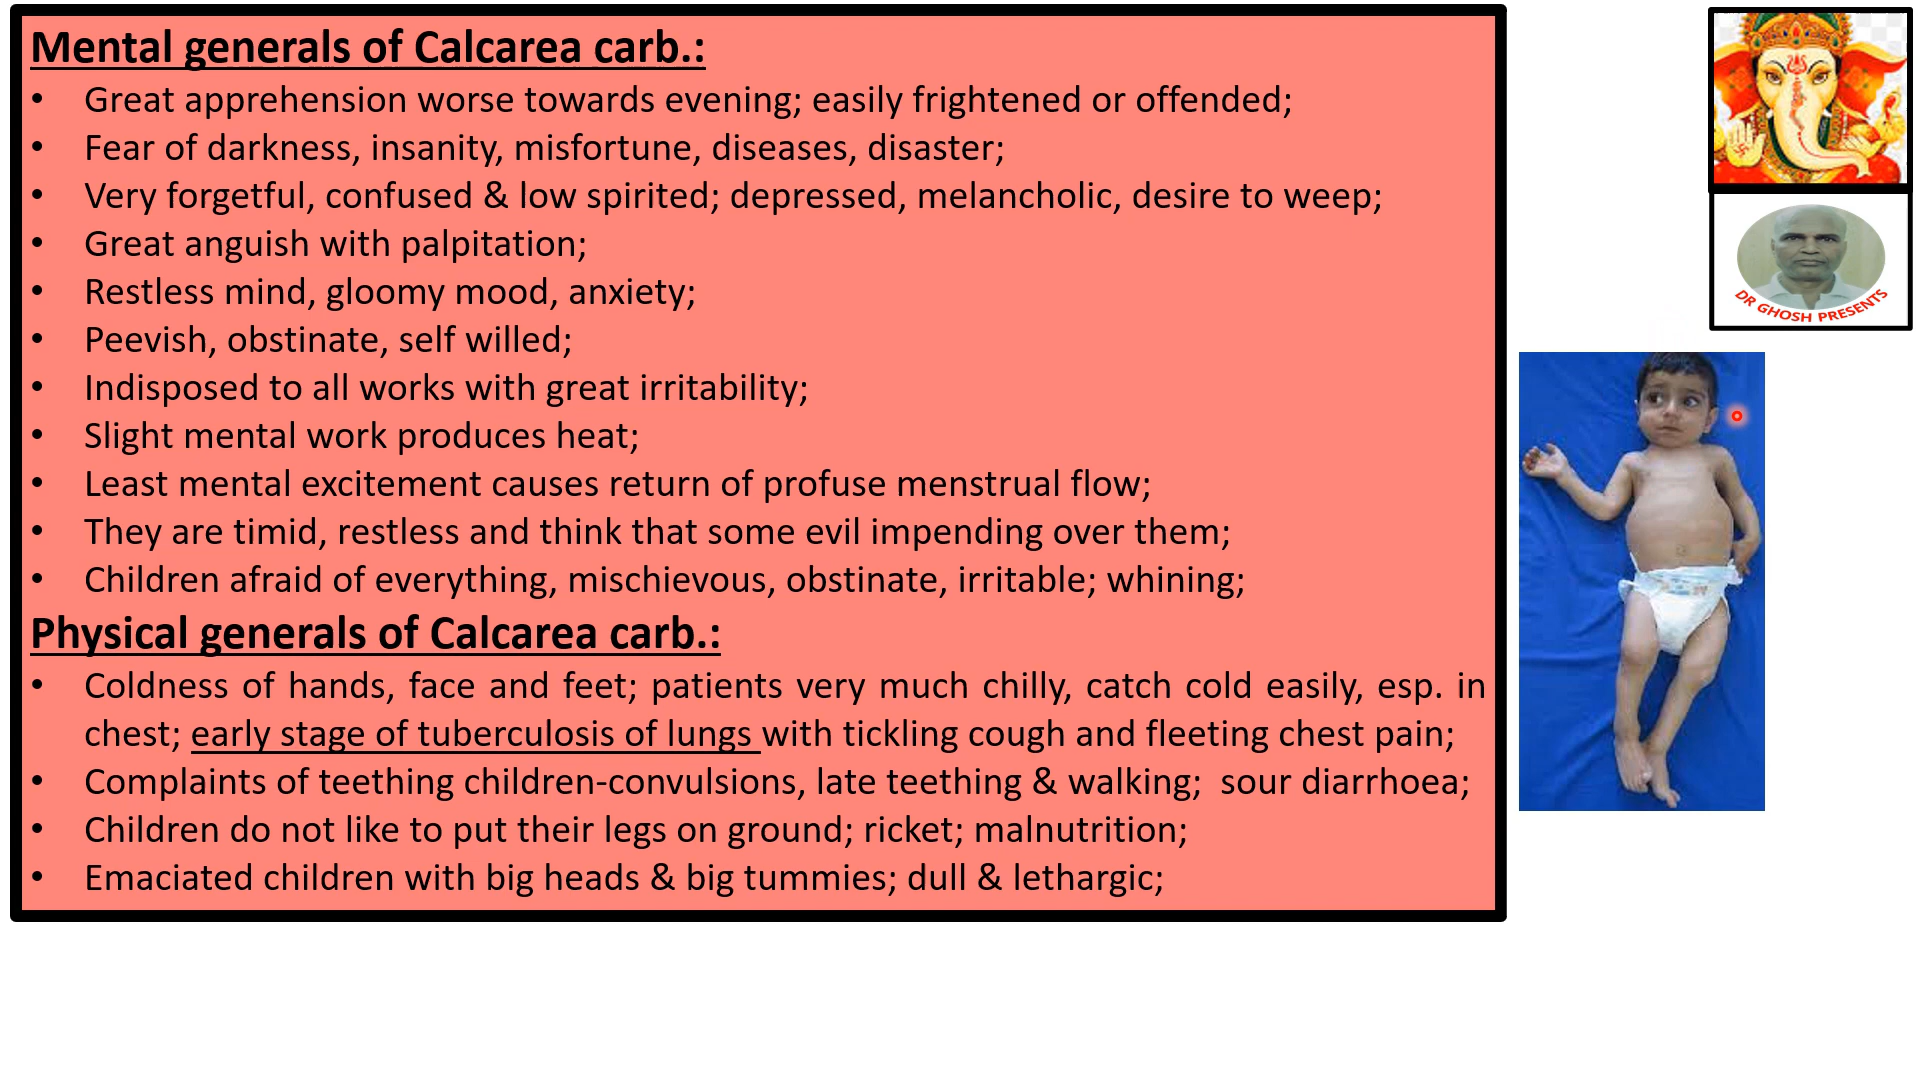 Mental generals of Calcarea carb.:
• Great apprehension worse towards evening; easily frightened or offended;
• Fear of darkness, insanity, misfortune, diseases, disaster;
• Very forgetful, confused & low spirited; depressed, melancholic, desire to weep;
• Great anguish with palpitation;
• Restless mind, gloomy mood, anxiety;
• Peevish, obstinate, self willed;
• Indisposed to all works with great irritability;
• Slight mental work produces heat;
• Least mental excitement causes return of profuse menstrual flow;
• They are timid, restless and think that some evil impending over them;
• Children afraid of everything, mischievous, obstinate, irritable; whining;
Physical generals of Calcarea carb.:
• Coldness of hands, face and feet; patients very much chilly, catch cold easily, esp. in
chest; early stage of tuberculosis of lungs with tickling cough and fleeting chest pain;
• Complaints of teething children-convulsions, late teething & walking; sour diarrhoea;
• Children do not like to put their legs on ground; ricket; malnutrition;
• Emaciated children with big heads & big tummies; dull & lethargic;
DR GHOSH PRESENTS